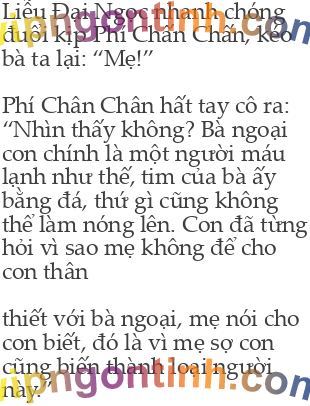 Liễu Đại Ngọc nhanh chóng
đuổi kịp Phí Chân Chân, kéo
bà ta lại: “Mẹ!”
Phí Chân Chân hất tay cô ra:
“Nhìn thấy không? Bà ngoại
con chính là một người máu
lạnh như thế, tim của bà ấy
bằng đá, thứ gì cũng không
thể làm nóng lên. Con đã từng
hỏi vì sao mẹ không để cho
con thân
thiết với bà ngoại, mẹ nói cho
con biết, đó là vì mẹ sợ con
cũng biến thành loại người
này.”
vipngontinh.com
vipngontinh.com